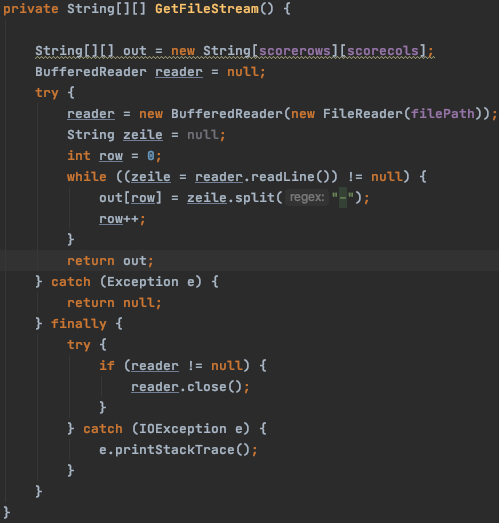 private String[][] GetFileStream() {
String[][] out = new String[scorerows][scorecols];
BufferedReader reader = null;
try {
reader = new BufferedReader(new FileReader(filePath));
String zeile = null;
int row = 0;
while ((zeile = reader.readLine()) != null) {
out[row] = zeile.split( regex: "-");
row++;
}
return out;
} catch (Exception e) {
return null;
} finally {
try {
if (reader != null) {
reader.close();
}
} catch (IOException e) {
e.printStackTrace();
}
}
}